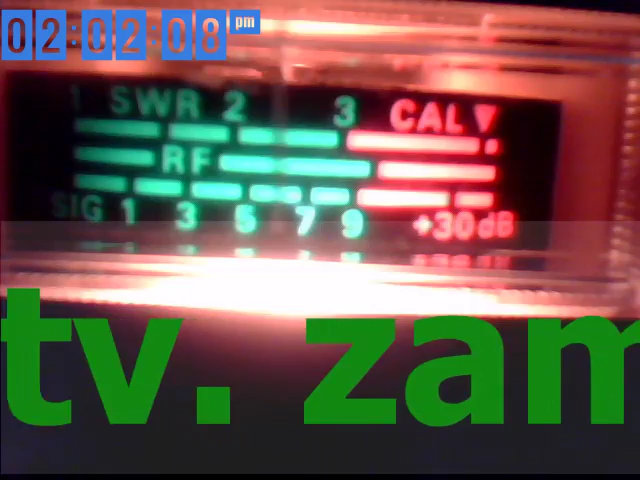 02:02:08 pm
1 SWR 2 3 CAL
RF
SIG 1 3 5 7 9 +30dB
tv. zam